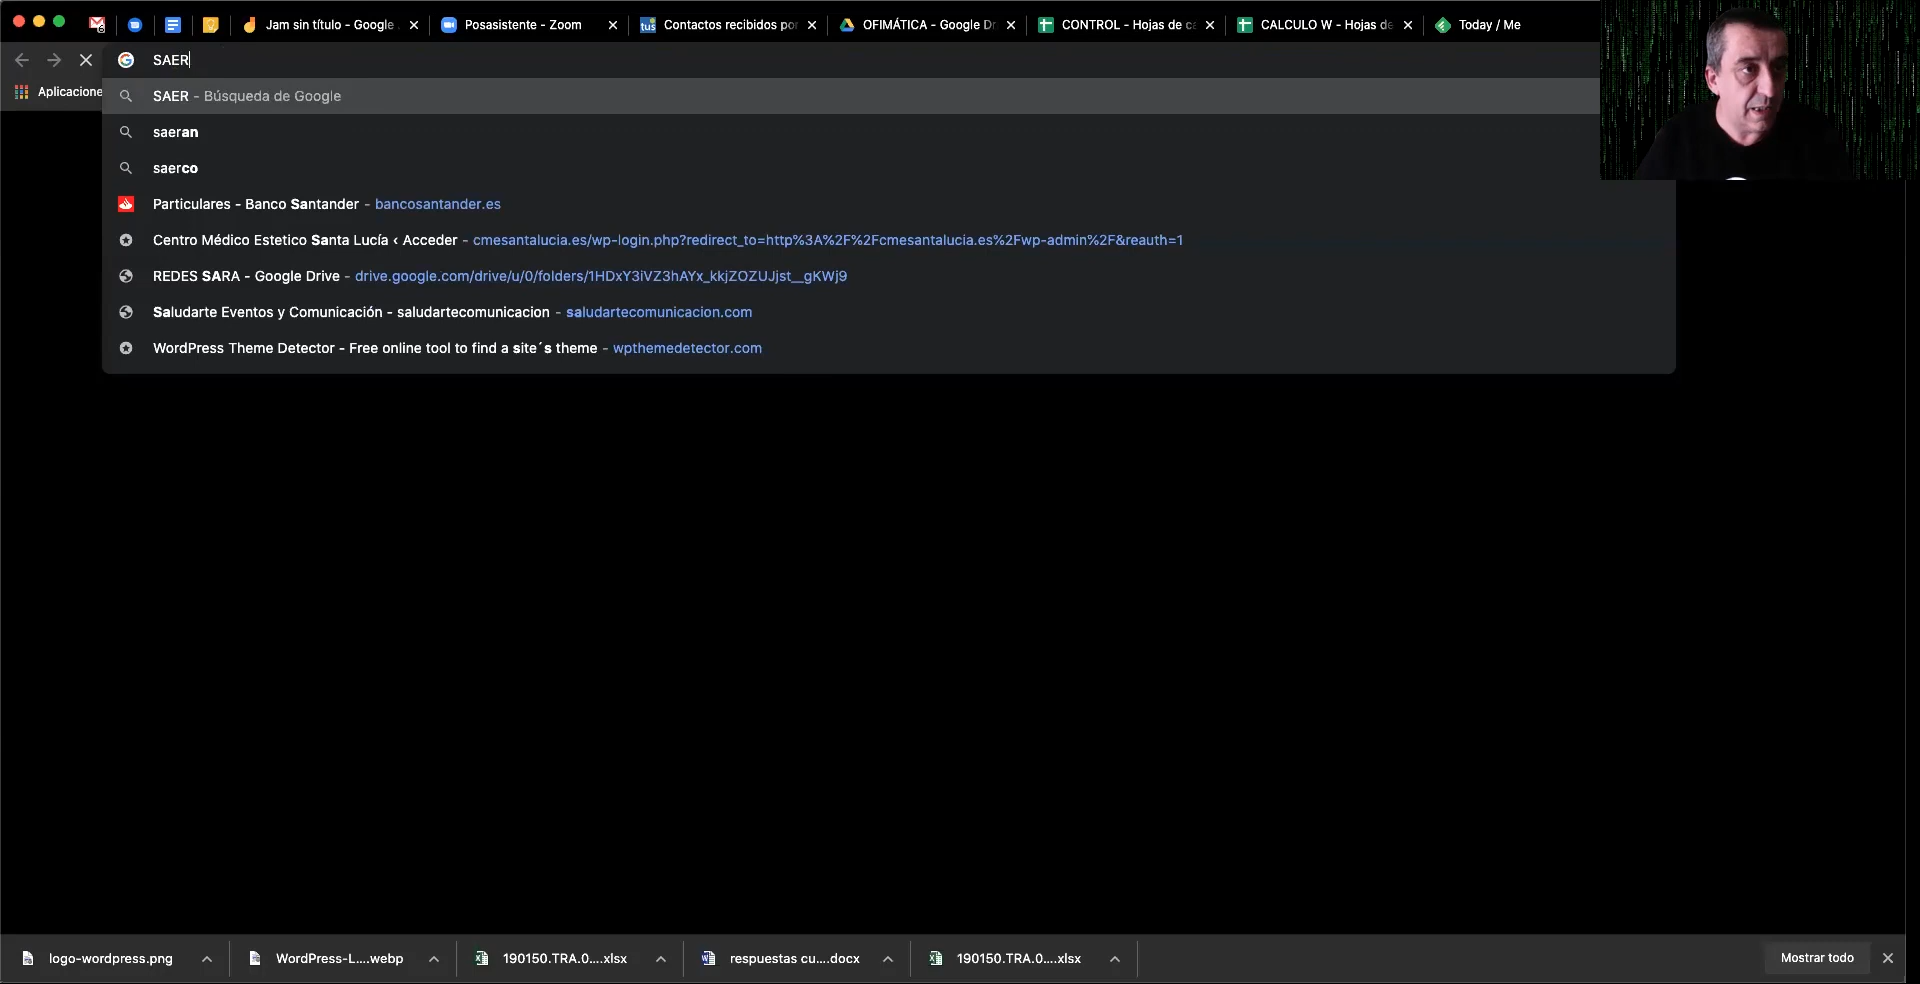 Jam sin título - Google
Posasistente - Zoom
tus
Contactos recibidos por
OFIMÁTICA - Google Dr
CONTROL - Hojas de ca
CALCULO W - Hojas de
Today / Me
SAER
Aplicacione
SAER - Búsqueda de Google
saeran
saerco
Particulares - Banco Santander - bancosantander.es
Centro Médico Estetico Santa Lucía ‹ Acceder - cmesantalucia.es/wp-login.php?redirect_to=http%3A%2F%2Fcmesantalucia.es%2Fwp-admin%2F&reauth=1
REDES SARA - Google Drive - drive.google.com/drive/u/0/folders/1HDxY3iVZ3hAYx_kkjZOZUJjst__gKWj9
Saludarte Eventos y Comunicación - saludartecomunicacion - saludartecomunicacion.com
WordPress Theme Detector - Free online tool to find a site´s theme - wpthemedetector.com
logo-wordpress.png
WordPress-L....webp
190150.TRA.0....xlsx
respuestas cu....docx
190150.TRA.0....xlsx
Mostrar todo